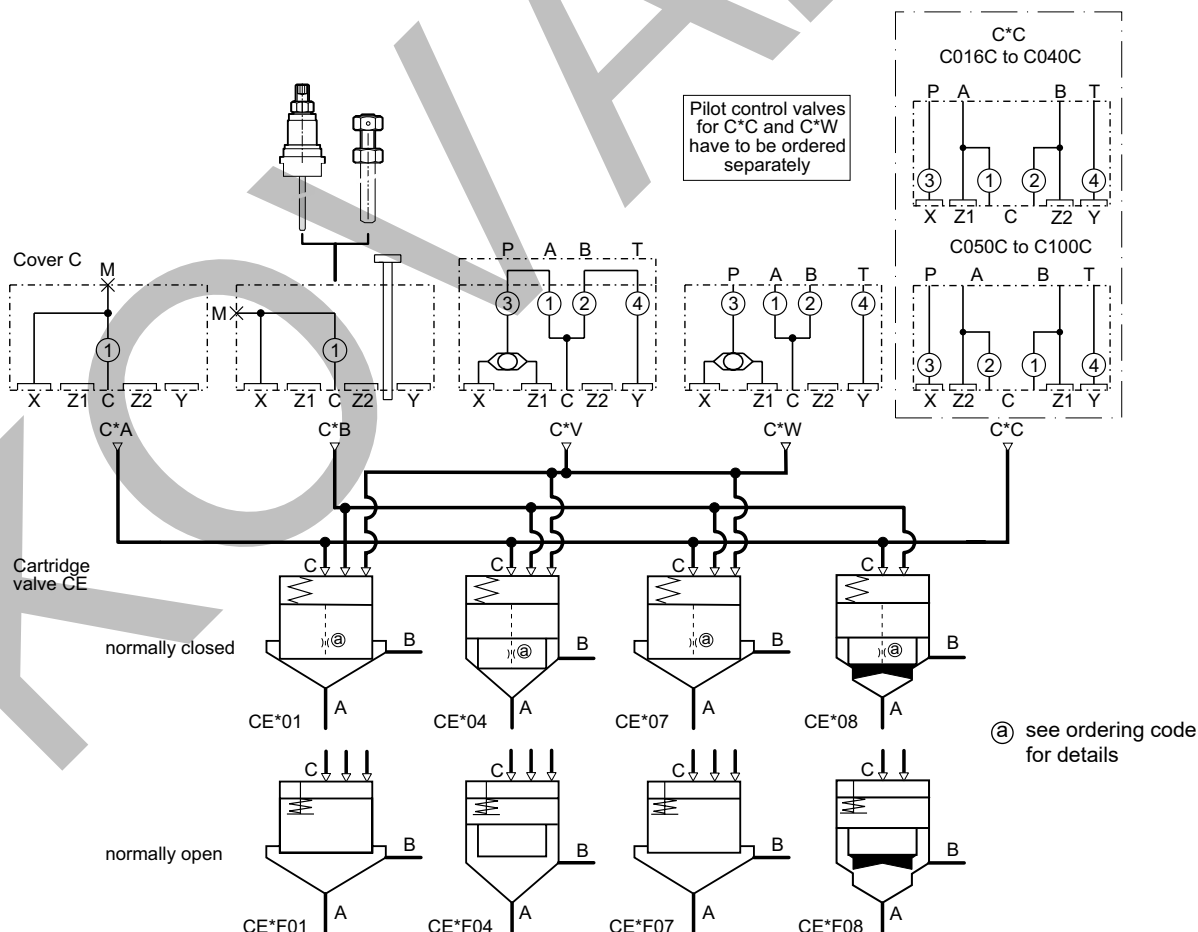 C*C
C016C to C040C
P A B T
3 1 2 4
X Z1 C Z2 Y
C050C to C100C
P A B T
3 2 1 4
X Z2 C Z1 Y
Pilot control valves
for C*C and C*W
have to be ordered
separately
Cover C
M
1
X Z1 C Z2 Y
C*A
M
1
X Z1 C Z2 Y
C*B
P A B T
3 1 2 4
X Z1 C Z2 Y
C*V
P A B T
3 1 2 4
X Z1 C Z2 Y
C*W
C*C
Cartridge
valve CE
normally closed
C a B A
CE*01
C a B A
CE*04
C a B A
CE*07
C a B A
CE*08
a see ordering code
for details
normally open
C B A
CE*F01
C B A
CE*F04
C B A
CE*F07
C B A
CE*F08